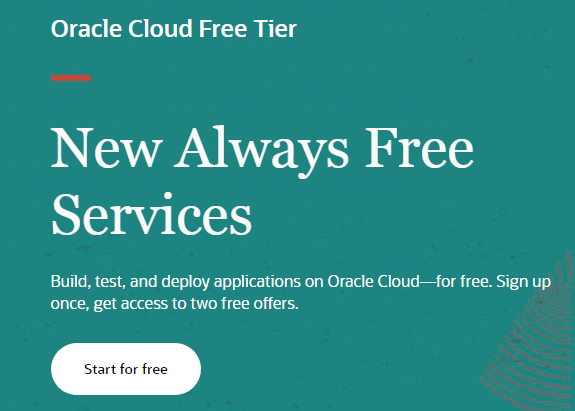 Oracle Cloud Free Tier
New Always Free
Services
Build, test, and deploy applications on Oracle Cloud—for free. Sign up
once, get access to two free offers.
Start for free